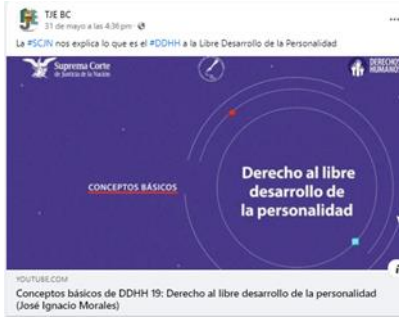 TJE BC
31 de mayo a las 4:36 pm ·
La #SCJN nos explica lo que es el #DDHH a la Libre Desarrollo de la Personalidad
Suprema Corte
de Justicia de la Nación
DERECHOS
HUMANOS
CONCEPTOS BÁSICOS
Derecho al libre
desarrollo de
la personalidad
YOUTUBE.COM
Conceptos básicos de DDHH 19: Derecho al libre desarrollo de la personalidad
(José Ignacio Morales)